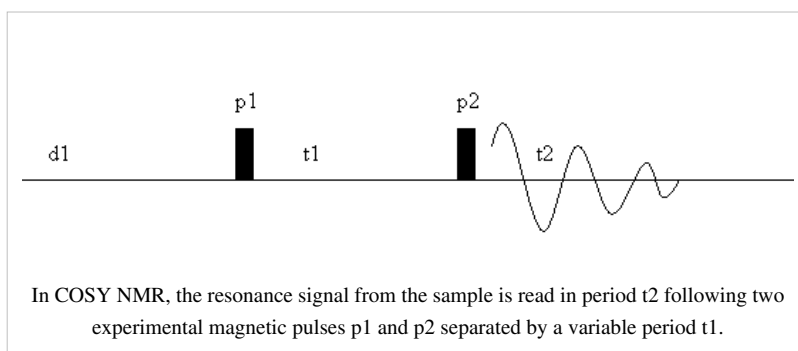 p1 p2
d1 t1 t2
In COSY NMR, the resonance signal from the sample is read in period t2 following two
experimental magnetic pulses p1 and p2 separated by a variable period t1.